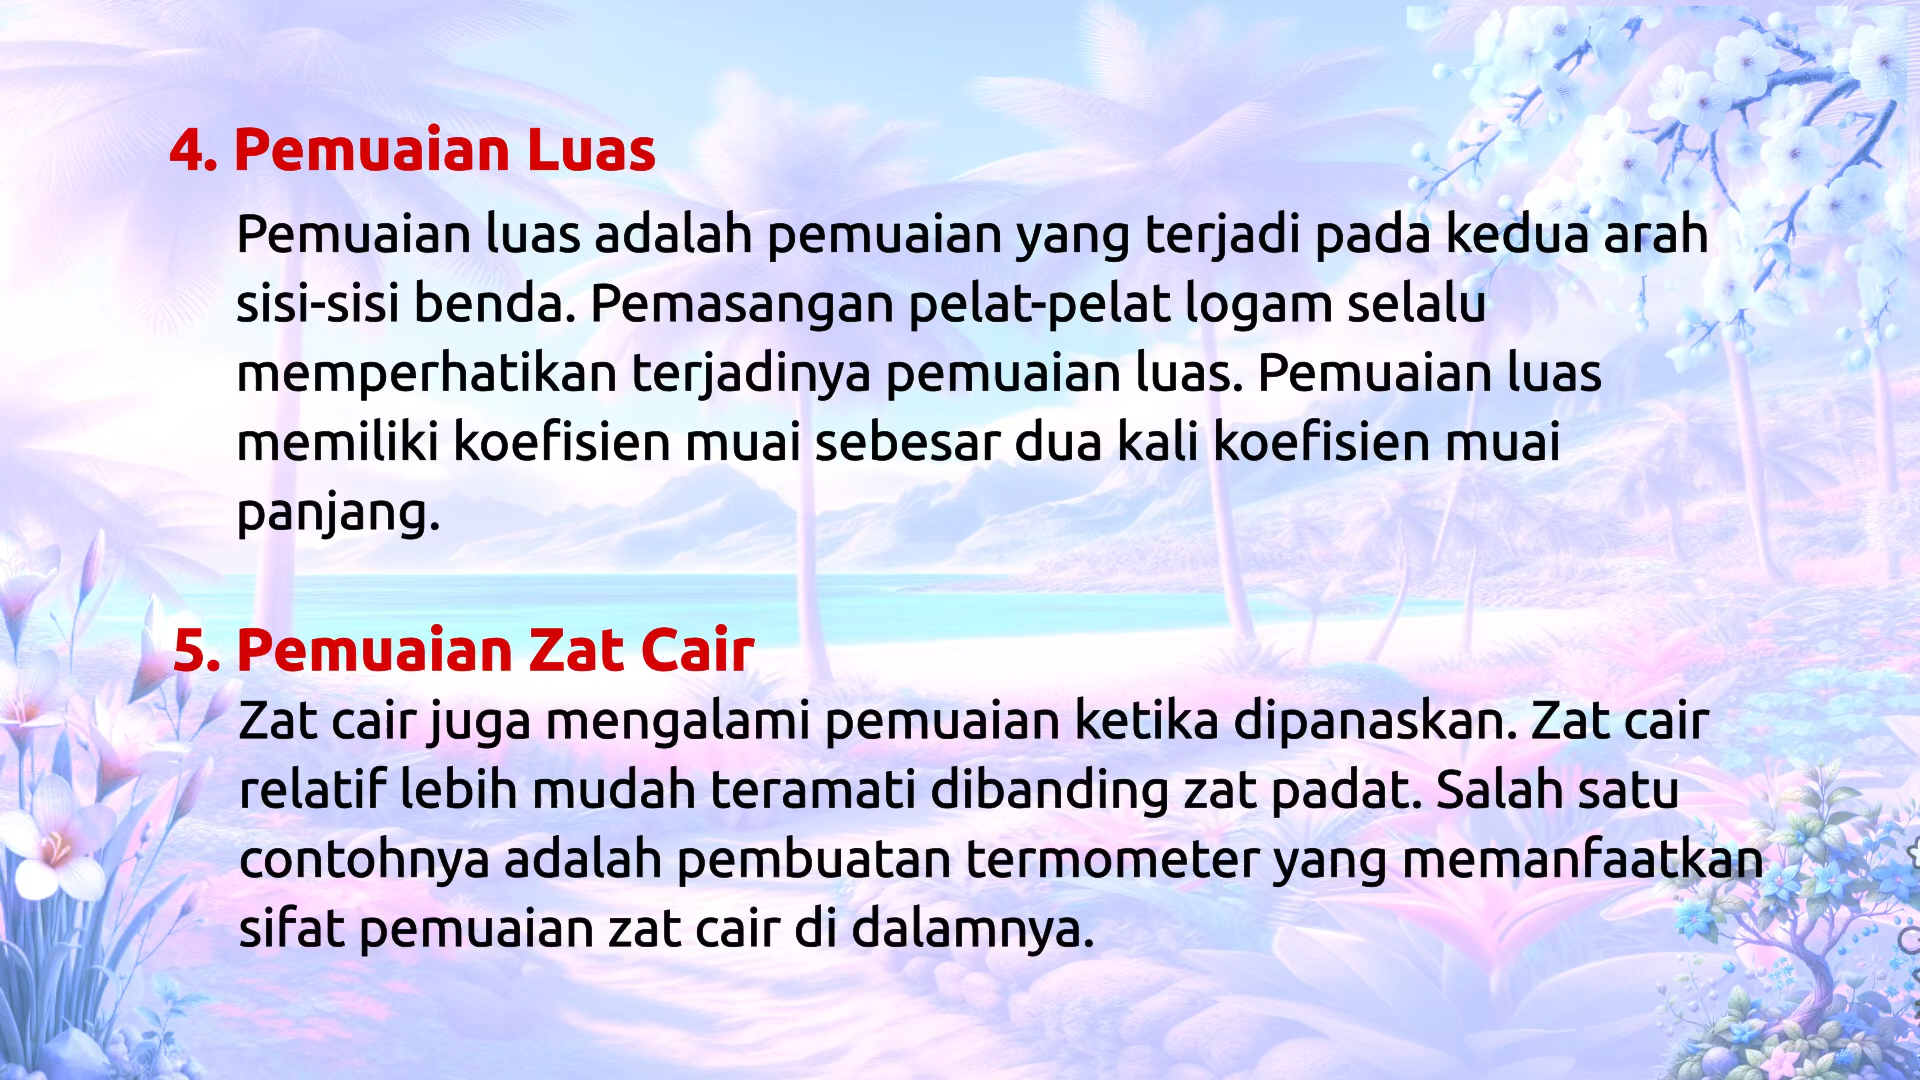 4. Pemuaian Luas
Pemuaian luas adalah pemuaian yang terjadi pada kedua arah
sisi-sisi benda. Pemasangan pelat-pelat logam selalu
memperhatikan terjadinya pemuaian luas. Pemuaian luas
memiliki koefisien muai sebesar dua kali koefisien muai
panjang.
5. Pemuaian Zat Cair
Zat cair juga mengalami pemuaian ketika dipanaskan. Zat cair
relatif lebih mudah teramati dibanding zat padat. Salah satu
contohnya adalah pembuatan termometer yang memanfaatkan
sifat pemuaian zat cair di dalamnya.